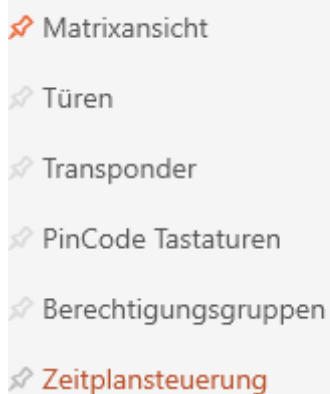 Matrixansicht
Türen
Transponder
PinCode Tastaturen
Berechtigungsgruppen
Zeitplansteuerung